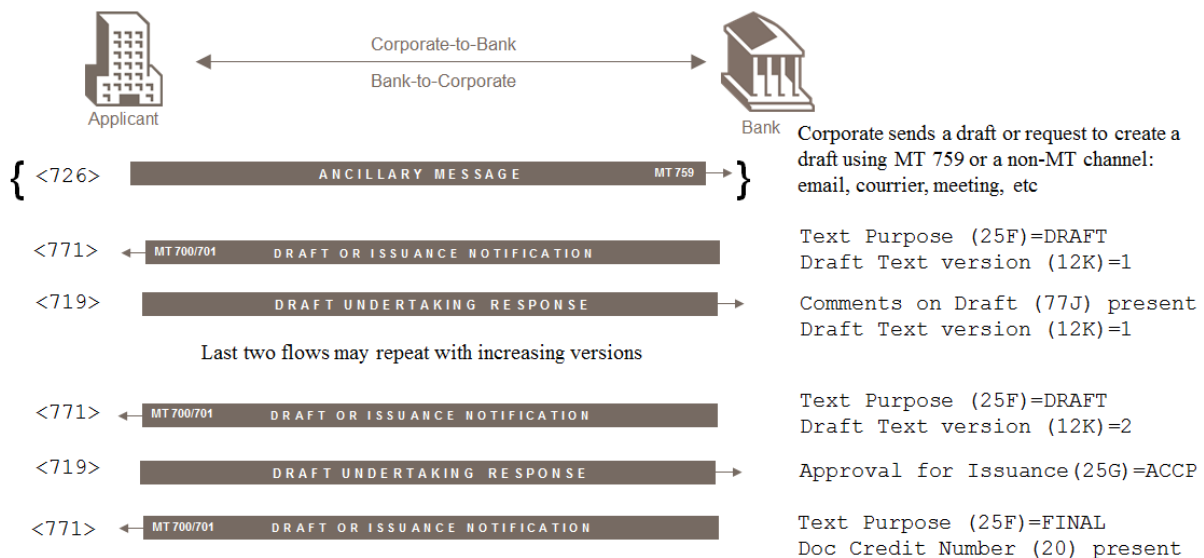 Corporate-to-Bank
Bank-to-Corporate
Applicant
Bank
Corporate sends a draft or request to create a
draft using MT 759 or a non-MT channel:
email, courrier, meeting, etc
{ <726> ANCILLARY MESSAGE MT 759 }
<771> MT 700/701 DRAFT OR ISSUANCE NOTIFICATION
Text Purpose (25F)=DRAFT
Draft Text version (12K)=1
<719> DRAFT UNDERTAKING RESPONSE
Comments on Draft (77J) present
Draft Text version (12K)=1
Last two flows may repeat with increasing versions
<771> MT 700/701 DRAFT OR ISSUANCE NOTIFICATION
Text Purpose (25F)=DRAFT
Draft Text version (12K)=2
<719> DRAFT UNDERTAKING RESPONSE
Approval for Issuance(25G)=ACCP
<771> MT 700/701 DRAFT OR ISSUANCE NOTIFICATION
Text Purpose (25F)=FINAL
Doc Credit Number (20) present